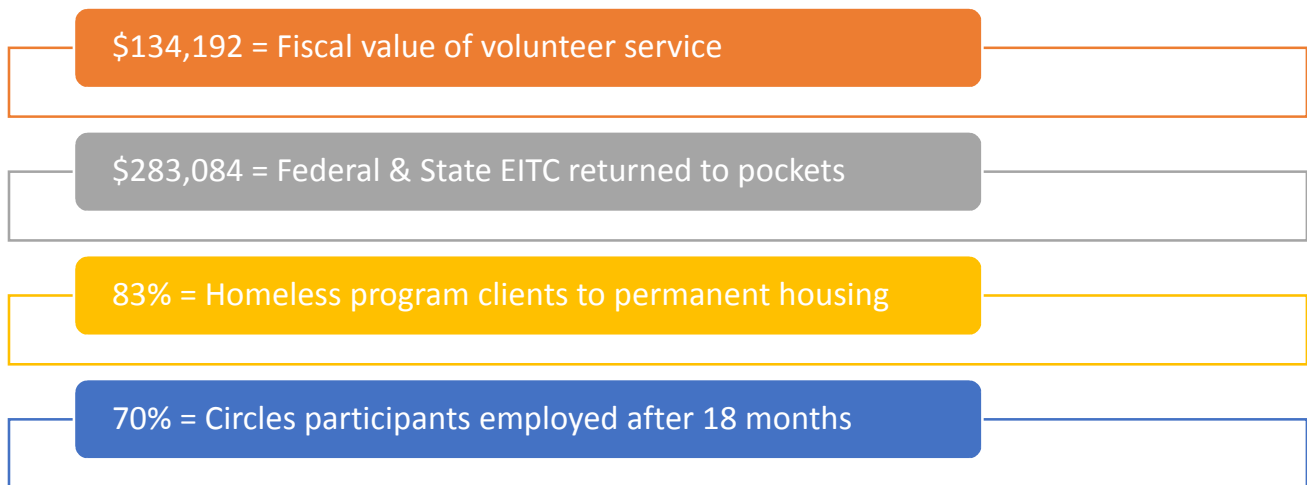 $134,192 = Fiscal value of volunteer service
$283,084 = Federal & State EITC returned to pockets
83% = Homeless program clients to permanent housing
70% = Circles participants employed after 18 months